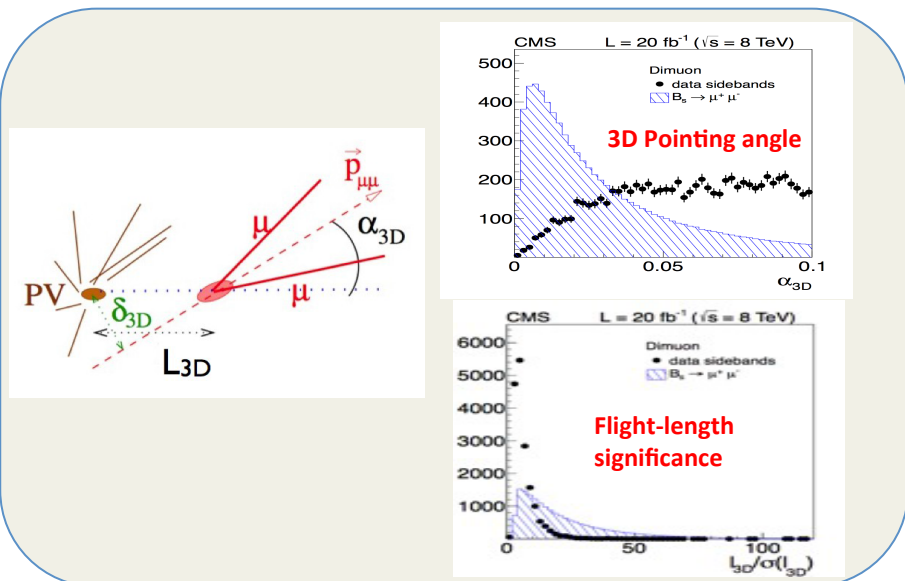 p⃗μμ
μ
α3D
PV
μ
δ3D
L3D
CMS L = 20 fb-1 (√s = 8 TeV)
500
Dimuon
data sidebands
Bs → μ+ μ-
400
3D Pointing angle
300
200
100
0
0.05
0.1
α3D
CMS L = 20 fb-1 (√s = 8 TeV)
6000
Dimuon
data sidebands
Bs → μ+ μ-
5000
4000
3000
Flight-length
significance
2000
1000
0
50
100
l3D/σ(l3D)